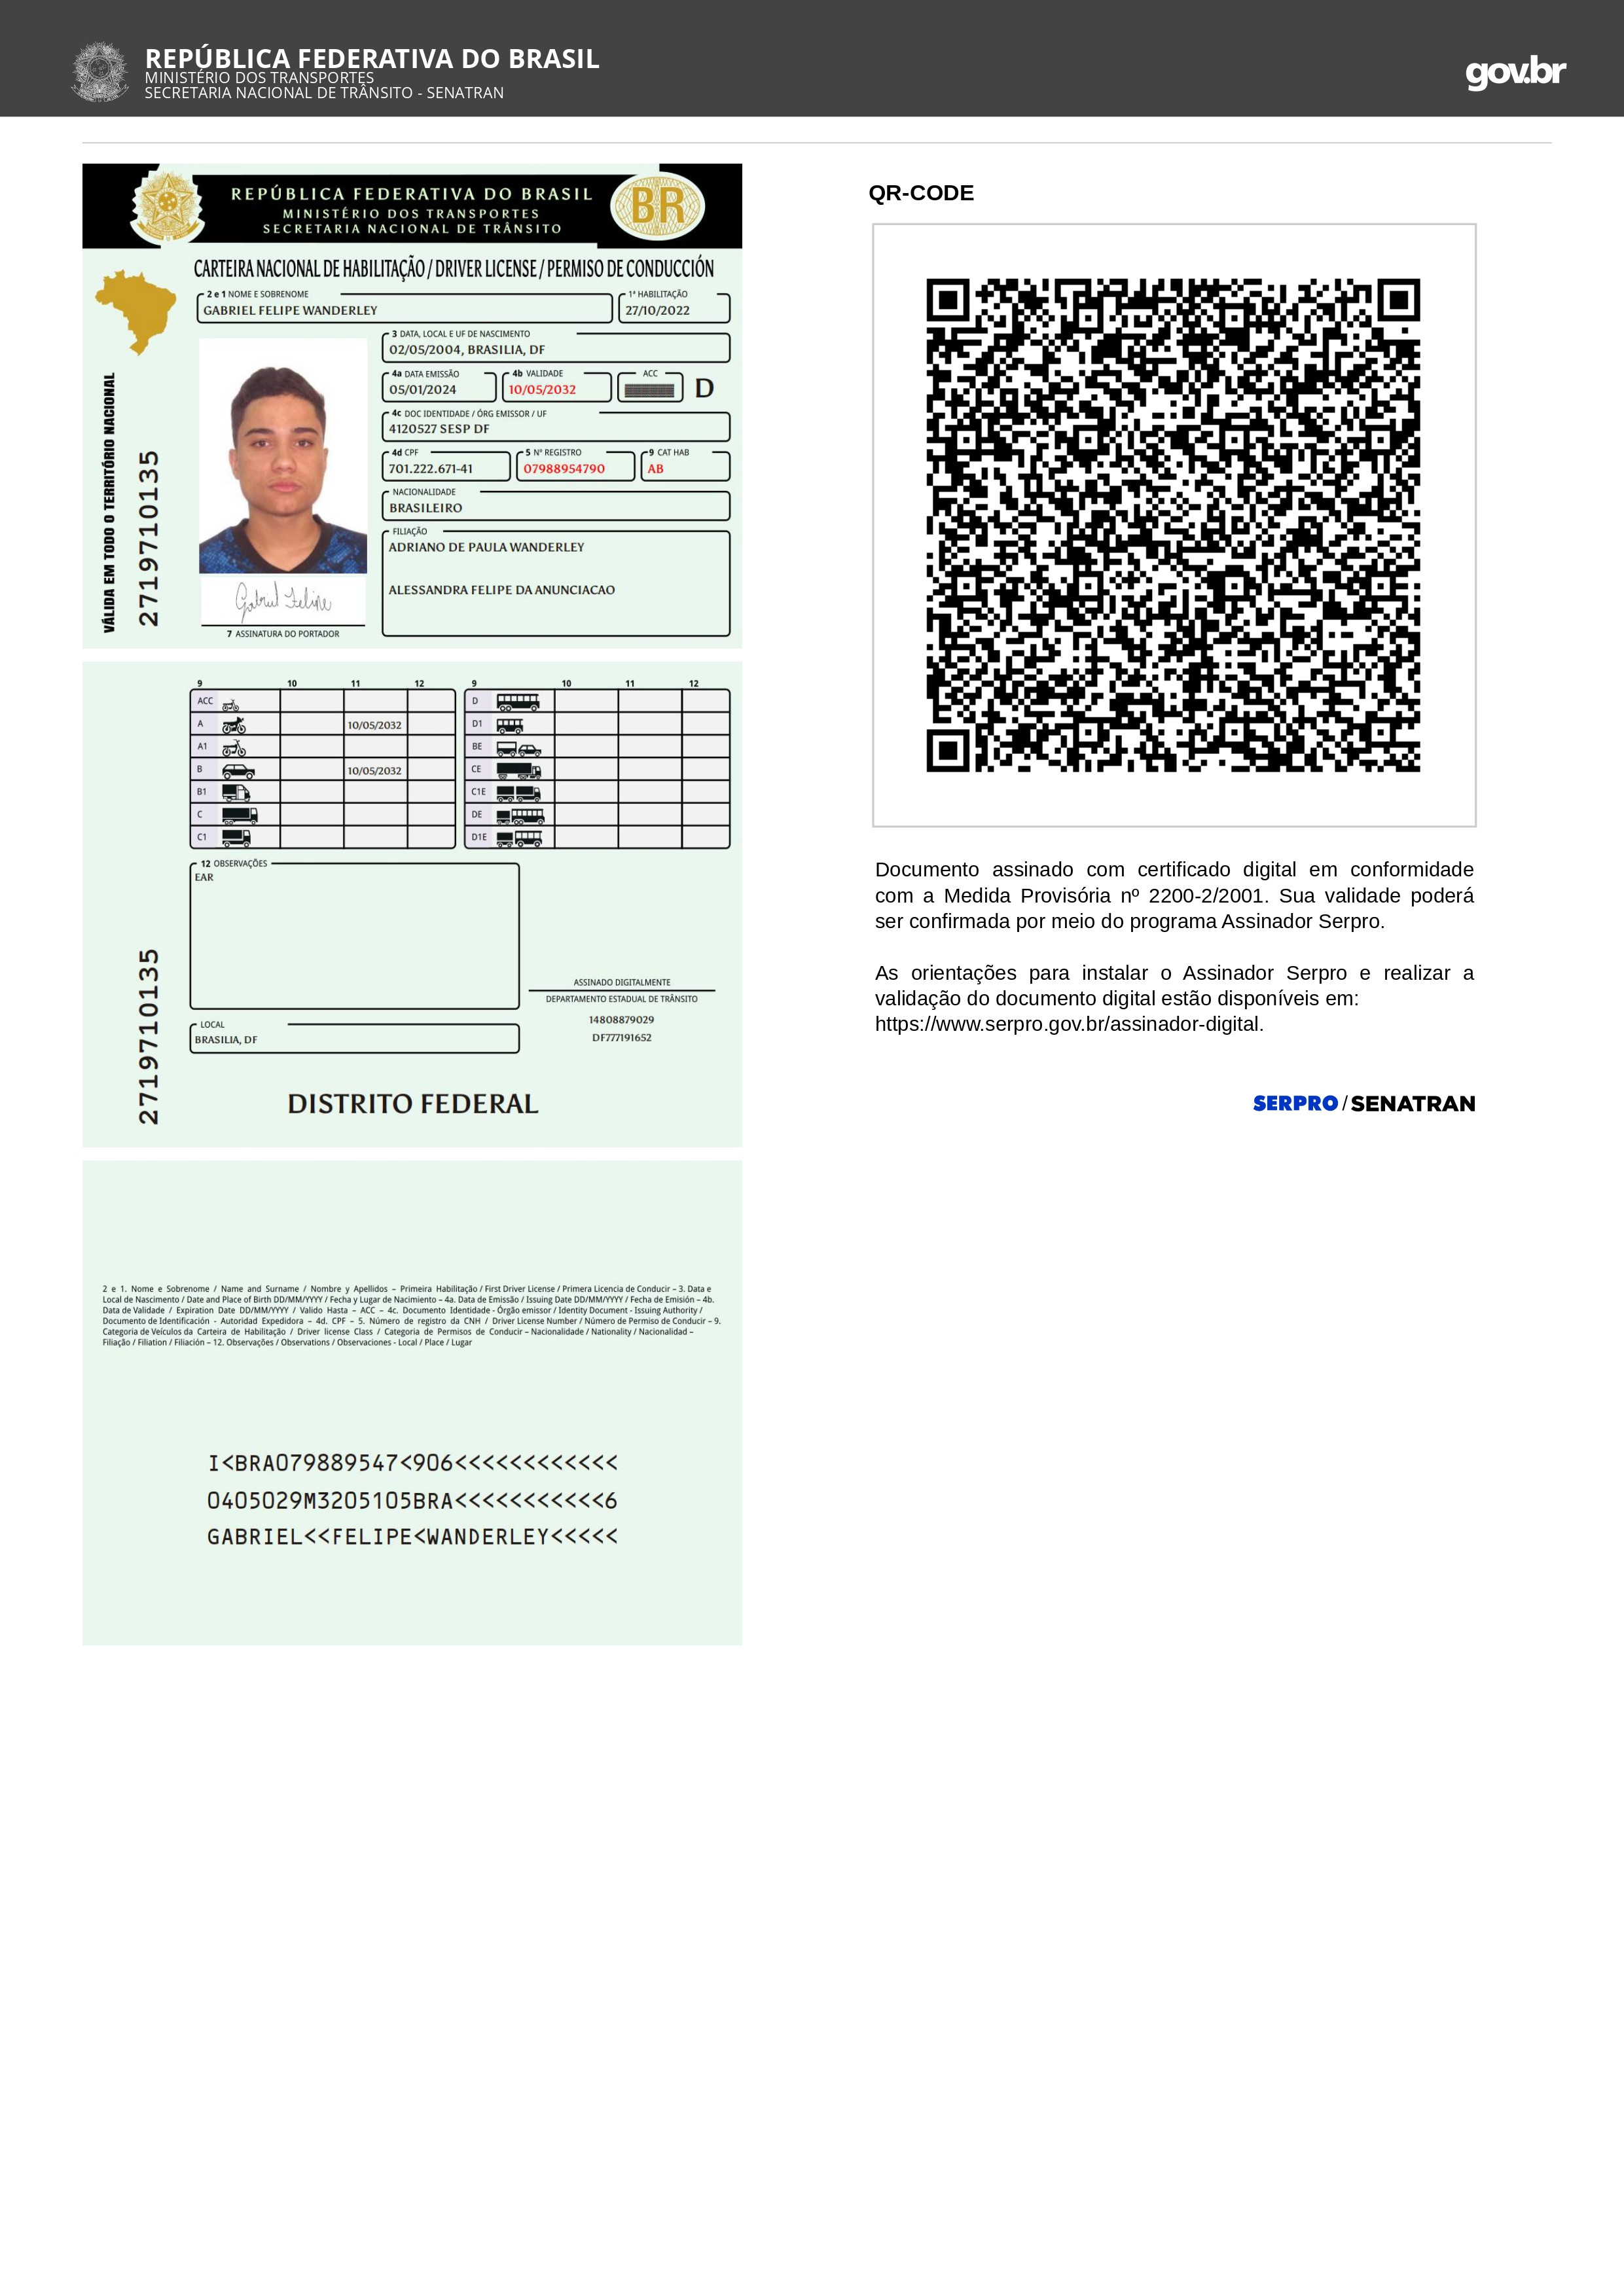 REPÚBLICA FEDERATIVA DO BRASIL
MINISTÉRIO DOS TRANSPORTES
SECRETARIA NACIONAL DE TRÂNSITO - SENATRAN
gov.br
REPÚBLICA FEDERATIVA DO BRASIL
MINISTÉRIO DOS TRANSPORTES
SECRETARIA NACIONAL DE TRÂNSITO
BR
CARTEIRA NACIONAL DE HABILITAÇÃO / DRIVER LICENSE / PERMISO DE CONDUCCIÓN
2 e 1 NOME E SOBRENOME
GABRIEL FELIPE WANDERLEY
1ª HABILITAÇÃO
27/10/2022
3 DATA, LOCAL E UF DE NASCIMENTO
02/05/2004, BRASILIA, DF
4a DATA EMISSÃO
05/01/2024
4b VALIDADE
10/05/2032
ACC
D
4c DOC IDENTIDADE / ÓRG EMISSOR / UF
4120527 SESP DF
4d CPF
701.222.671-41
5 Nº REGISTRO
07988954790
9 CAT HAB
AB
NACIONALIDADE
BRASILEIRO
FILIAÇÃO
ADRIANO DE PAULA WANDERLEY
ALESSANDRA FELIPE DA ANUNCIACAO
VÁLIDA EM TODO O TERRITÓRIO NACIONAL
2719710135
Gabriel Felipe
7 ASSINATURA DO PORTADOR
9 10 11 12
ACC
A 10/05/2032
A1
B 10/05/2032
B1
C
C1
9 10 11 12
D
D1
BE
CE
C1E
DE
D1E
12 OBSERVAÇÕES
EAR
2719710135
LOCAL
BRASILIA, DF
ASSINADO DIGITALMENTE
DEPARTAMENTO ESTADUAL DE TRÂNSITO
14808879029
DF777191652
DISTRITO FEDERAL
2 e 1. Nome e Sobrenome / Name and Surname / Nombre y Apellidos – Primeira Habilitação / First Driver License / Primera Licencia de Conducir – 3. Data e
Local de Nascimento / Date and Place of Birth DD/MM/YYYY / Fecha y Lugar de Nacimiento – 4a. Data de Emissão / Issuing Date DD/MM/YYYY / Fecha de Emisión – 4b.
Data de Validade / Expiration Date DD/MM/YYYY / Valido Hasta – ACC – 4c. Documento Identidade - Órgão emissor / Identity Document - Issuing Authority /
Documento de Identificación - Autoridad Expedidora – 4d. CPF – 5. Número de registro da CNH / Driver License Number / Número de Permiso de Conducir – 9.
Categoria de Veículos da Carteira de Habilitação / Driver license Class / Categoria de Permisos de Conducir – Nacionalidade / Nationality / Nacionalidad –
Filiação / Filiation / Filiación – 12. Observações / Observations / Observaciones - Local / Place / Lugar
I<BRA079889547<906<<<<<<<<<<<<
0405029M3205105BRA<<<<<<<<<<<6
GABRIEL<<FELIPE<WANDERLEY<<<<<
QR-CODE
Documento assinado com certificado digital em conformidade
com a Medida Provisória nº 2200-2/2001. Sua validade poderá
ser confirmada por meio do programa Assinador Serpro.
As orientações para instalar o Assinador Serpro e realizar a
validação do documento digital estão disponíveis em:
https://www.serpro.gov.br/assinador-digital.
SERPRO / SENATRAN